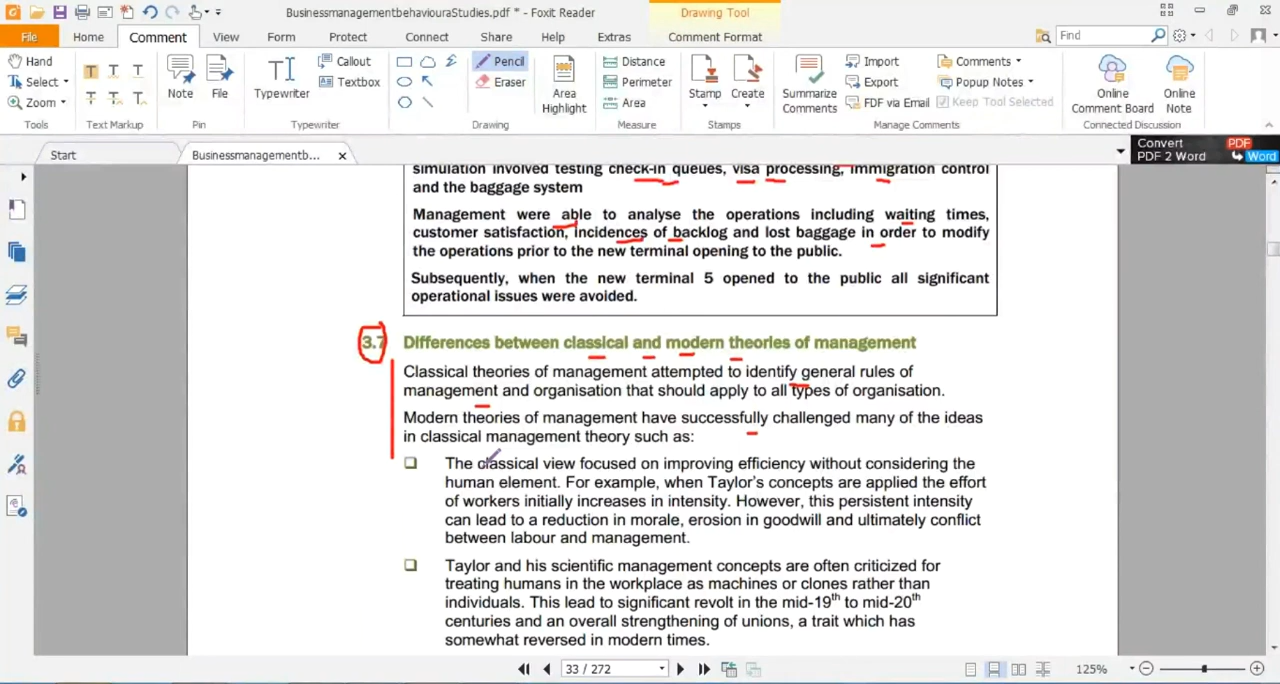 BusinessmanagementbehaviouraStudies.pdf * - Foxit Reader
Drawing Tool
File Home Comment View Form Protect Connect Share Help Extras Comment Format
Find
Hand
Select
Zoom
Tools
T T T
T T T
Text Markup
Note
File
Pin
Typewriter
Callout
Textbox
Typewriter
Pencil
Eraser
Drawing
Area
Highlight
Distance
Perimeter
Area
Measure
Stamp
Create
Stamps
Summarize
Comments
Import
Export
FDF via Email
Comments
Popup Notes
Keep Tool Selected
Manage Comments
Online
Comment Board
Online
Note
Connected Discussion
Start
Businessmanagementb...
Convert PDF
PDF 2 Word Word
simulation involved testing check-in queues, visa processing, immigration control
and the baggage system
Management were able to analyse the operations including waiting times,
customer satisfaction, incidences of backlog and lost baggage in order to modify
the operations prior to the new terminal opening to the public.
Subsequently, when the new terminal 5 opened to the public all significant
operational issues were avoided.
3.7 Differences between classical and modern theories of management
Classical theories of management attempted to identify general rules of
management and organisation that should apply to all types of organisation.
Modern theories of management have successfully challenged many of the ideas
in classical management theory such as:
The classical view focused on improving efficiency without considering the
human element. For example, when Taylor's concepts are applied the effort
of workers initially increases in intensity. However, this persistent intensity
can lead to a reduction in morale, erosion in goodwill and ultimately conflict
between labour and management.
Taylor and his scientific management concepts are often criticized for
treating humans in the workplace as machines or clones rather than
individuals. This lead to significant revolt in the mid-19th to mid-20th
centuries and an overall strengthening of unions, a trait which has
somewhat reversed in modern times.
33 / 272
125%